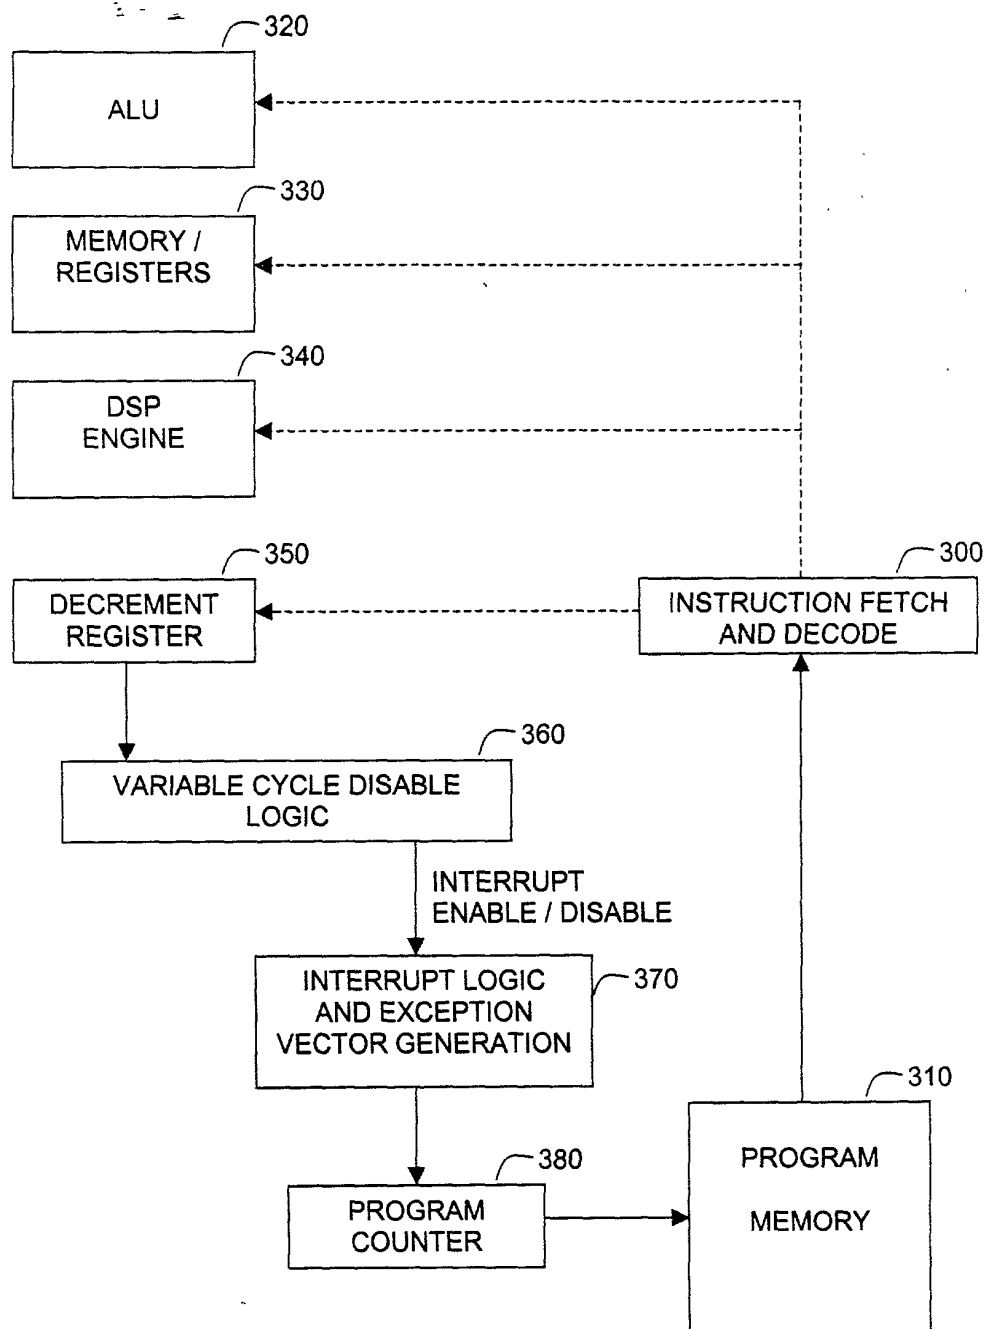 320
ALU
330
MEMORY /
REGISTERS
340
DSP
ENGINE
350
DECREMENT
REGISTER
300
INSTRUCTION FETCH
AND DECODE
360
VARIABLE CYCLE DISABLE
LOGIC
INTERRUPT
ENABLE / DISABLE
INTERRUPT LOGIC
AND EXCEPTION
VECTOR GENERATION
370
310
PROGRAM
MEMORY
380
PROGRAM
COUNTER